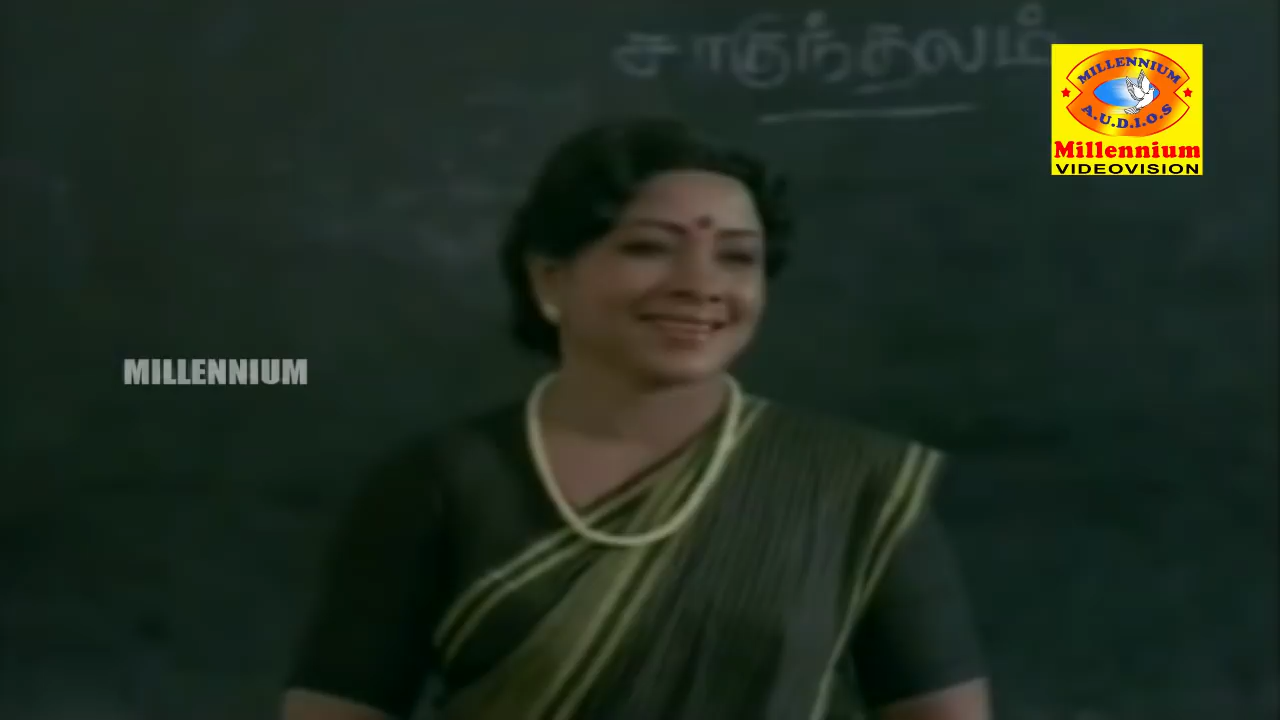 சாகுந்தலம்
MILLENNIUM
A.U.D.I.O.S
Millennium
VIDEOVISION
MILLENNIUM